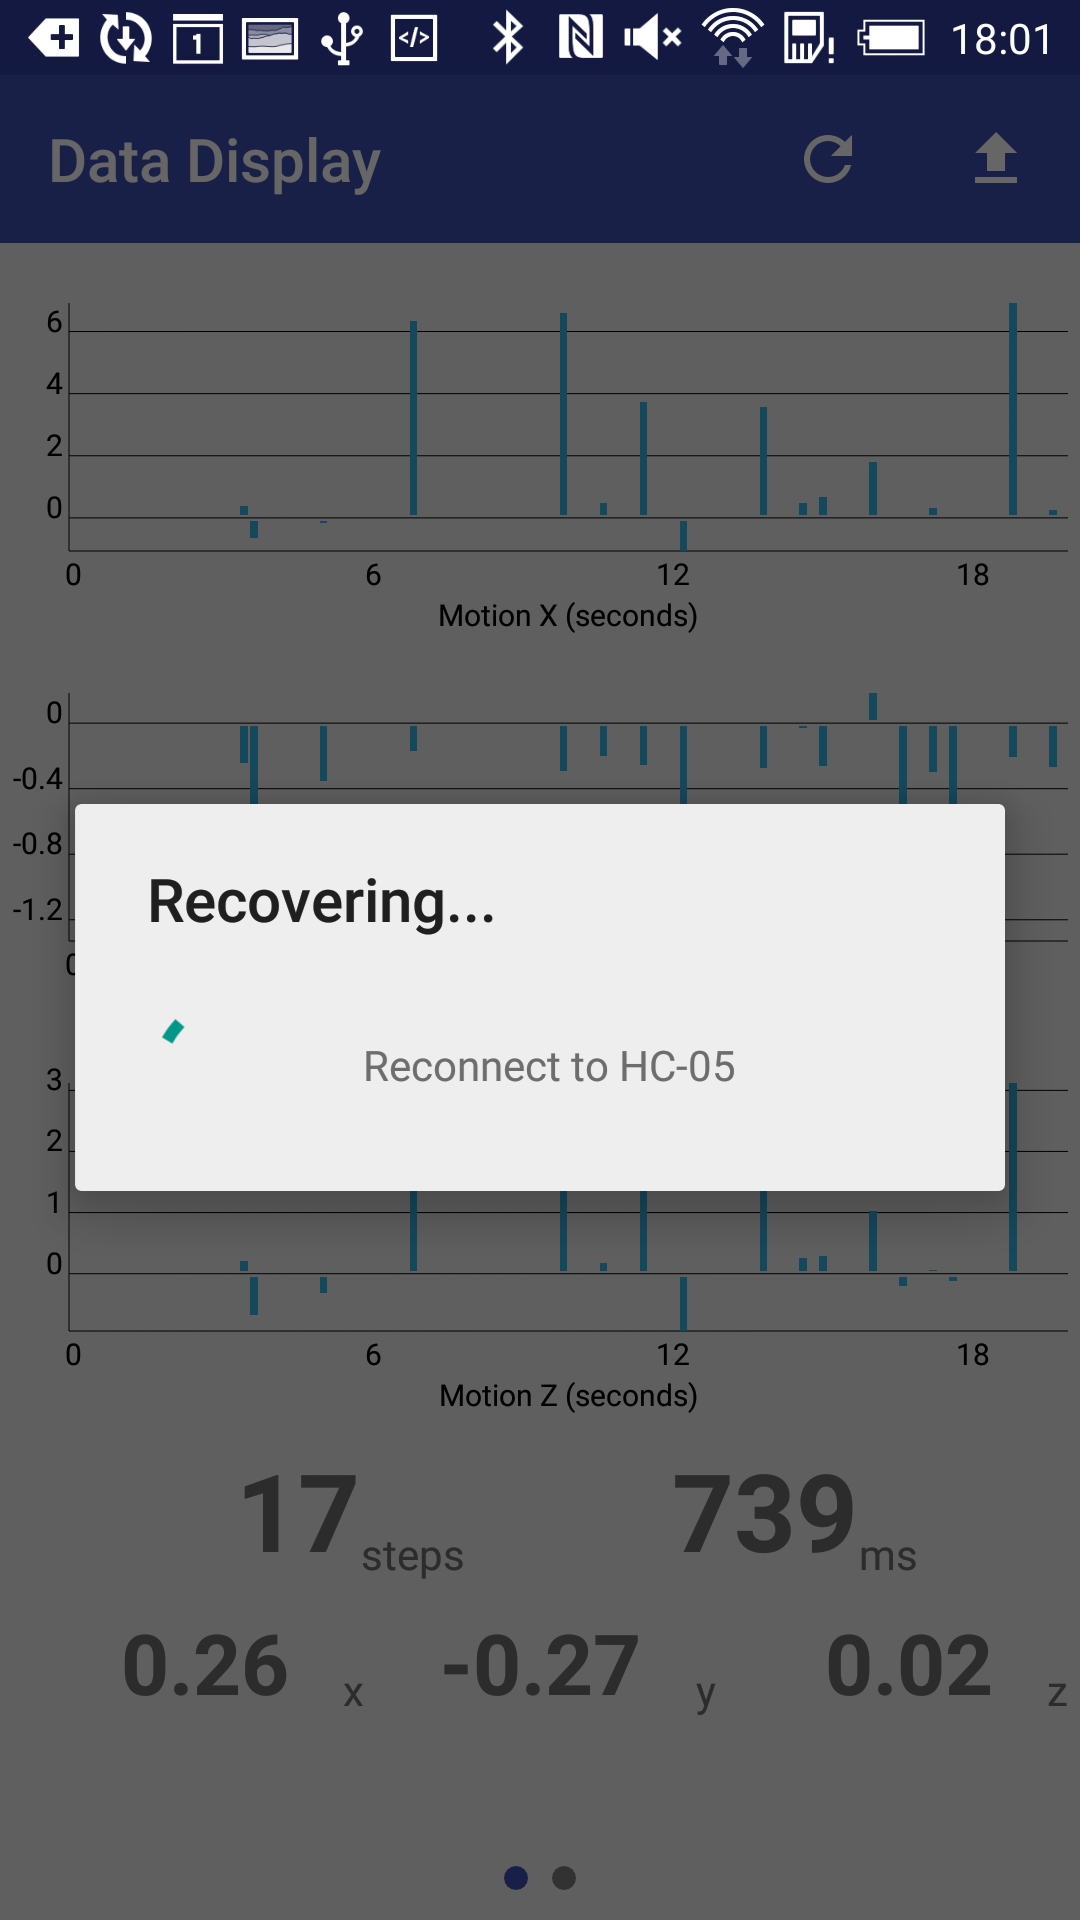 18:01
Data Display
6
4
2
0
0 6 12 18
Motion X (seconds)
0
-0.4
-0.8
-1.2
Recovering...
Reconnect to HC-05
3
2
1
0
0 6 12 18
Motion Z (seconds)
17 steps 739 ms
0.26 x -0.27 y 0.02 z